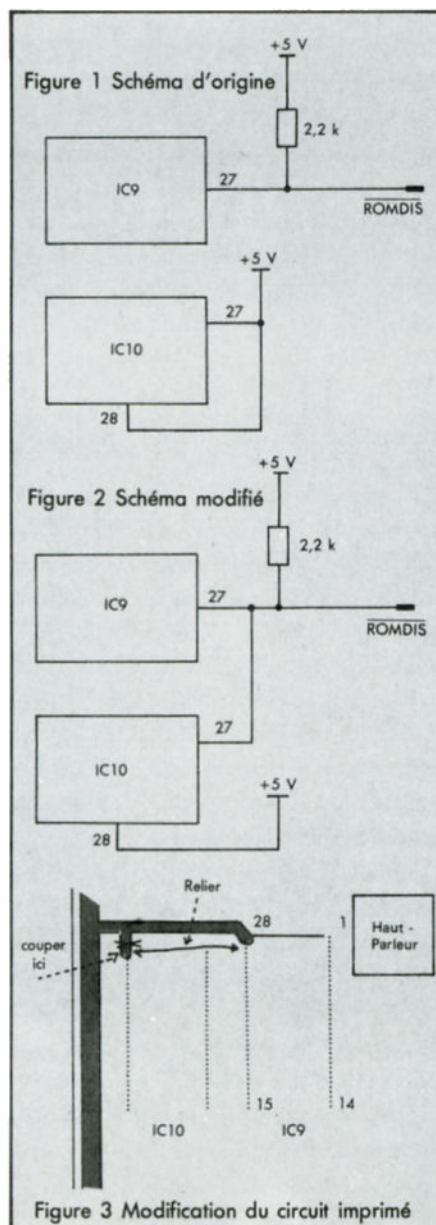 +5 V
Figure 1 Schéma d'origine
2,2 k
IC9
27
ROMDIS
+5 V
27
IC10
28
+5 V
Figure 2 Schéma modifié
2,2 k
IC9
27
ROMDIS
27
IC10
+5 V
28
Relier
28
1
Haut -
Parleur
couper
ici
15
14
IC10
IC9
Figure 3 Modification du circuit imprimé